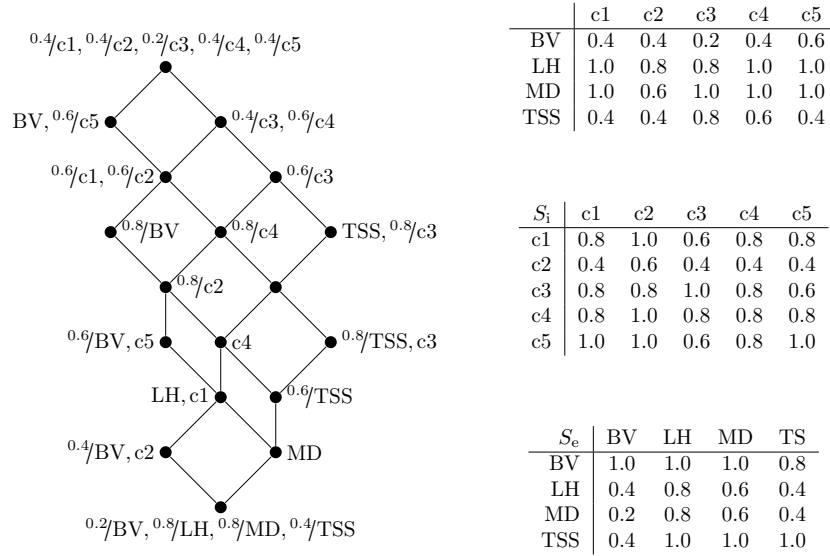 0.4/c1, 0.4/c2, 0.2/c3, 0.4/c4, 0.4/c5
BV, 0.6/c5
0.4/c3, 0.6/c4
0.6/c1, 0.6/c2
0.6/c3
0.8/BV
0.8/c4
TSS, 0.8/c3
0.8/c2
0.6/BV, c5
c4
0.8/TSS, c3
LH, c1
0.6/TSS
0.4/BV, c2
MD
0.2/BV, 0.8/LH, 0.8/MD, 0.4/TSS
c1 c2 c3 c4 c5
BV 0.4 0.4 0.2 0.4 0.6
LH 1.0 0.8 0.8 1.0 1.0
MD 1.0 0.6 1.0 1.0 1.0
TSS 0.4 0.4 0.8 0.6 0.4
Si c1 c2 c3 c4 c5
c1 0.8 1.0 0.6 0.8 0.8
c2 0.4 0.6 0.4 0.4 0.4
c3 0.8 0.8 1.0 0.8 0.6
c4 0.8 1.0 0.8 0.8 0.8
c5 1.0 1.0 0.6 0.8 1.0
Se BV LH MD TS
BV 1.0 1.0 1.0 0.8
LH 0.4 0.8 0.6 0.4
MD 0.2 0.8 0.6 0.4
TSS 0.4 1.0 1.0 1.0